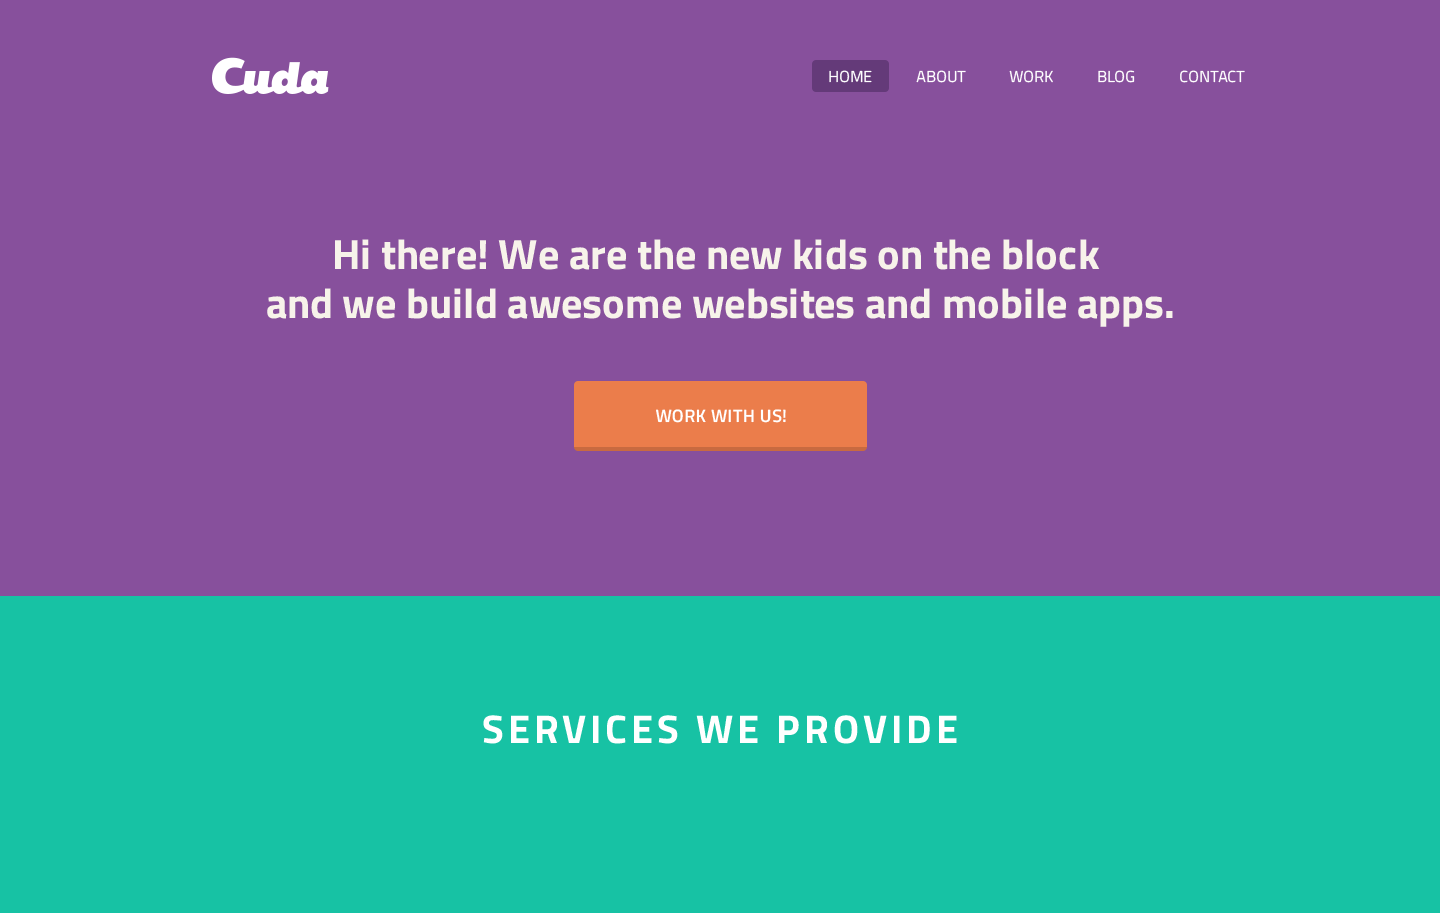 Cuda
HOME ABOUT WORK BLOG CONTACT
Hi there! We are the new kids on the block
and we build awesome websites and mobile apps.
WORK WITH US!
SERVICES WE PROVIDE